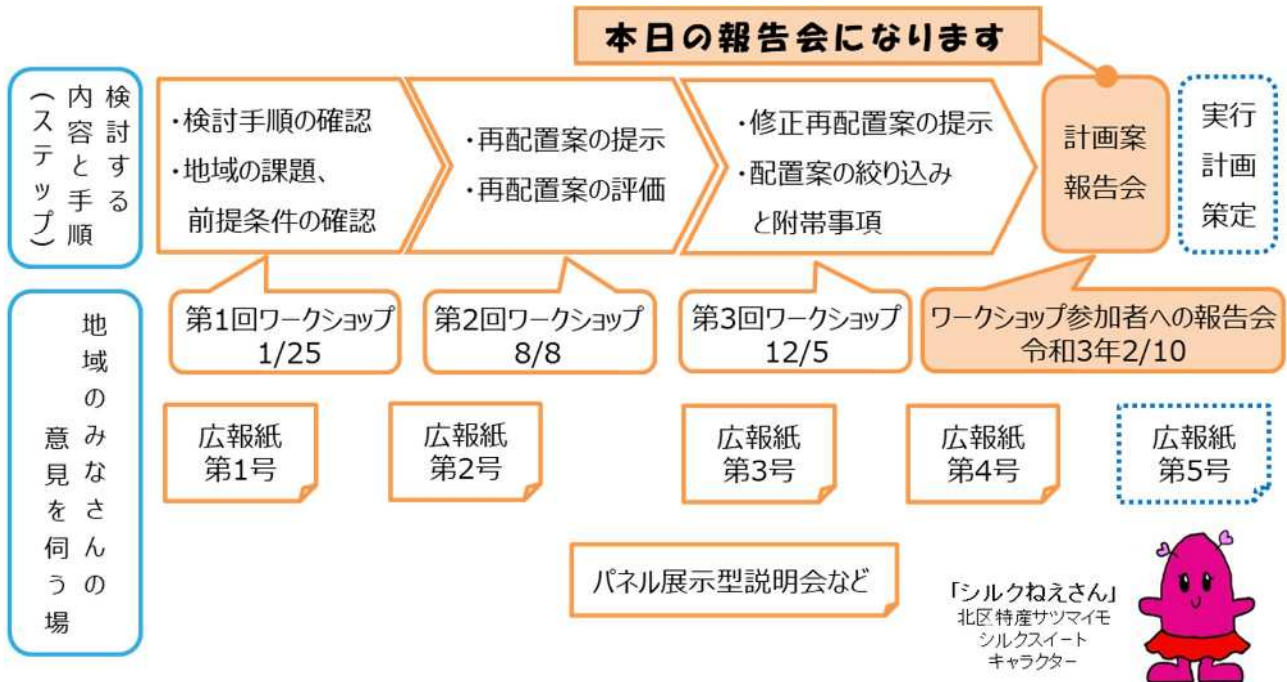 本日の報告会になります
検討する
内容と手順
（ステップ）
・検討手順の確認
・地域の課題、
前提条件の確認
・再配置案の提示
・再配置案の評価
・修正再配置案の提示
・配置案の絞り込み
と附帯事項
計画案
報告会
実行
計画
策定
地域のみなさんの
意見を伺う場
第1回ワークショップ
1/25
第2回ワークショップ
8/8
第3回ワークショップ
12/5
ワークショップ参加者への報告会
令和3年2/10
広報紙
第1号
広報紙
第2号
広報紙
第3号
広報紙
第4号
広報紙
第5号
パネル展示型説明会など
「シルクねえさん」
北区特産サツマイモ
シルクスイート
キャラクター